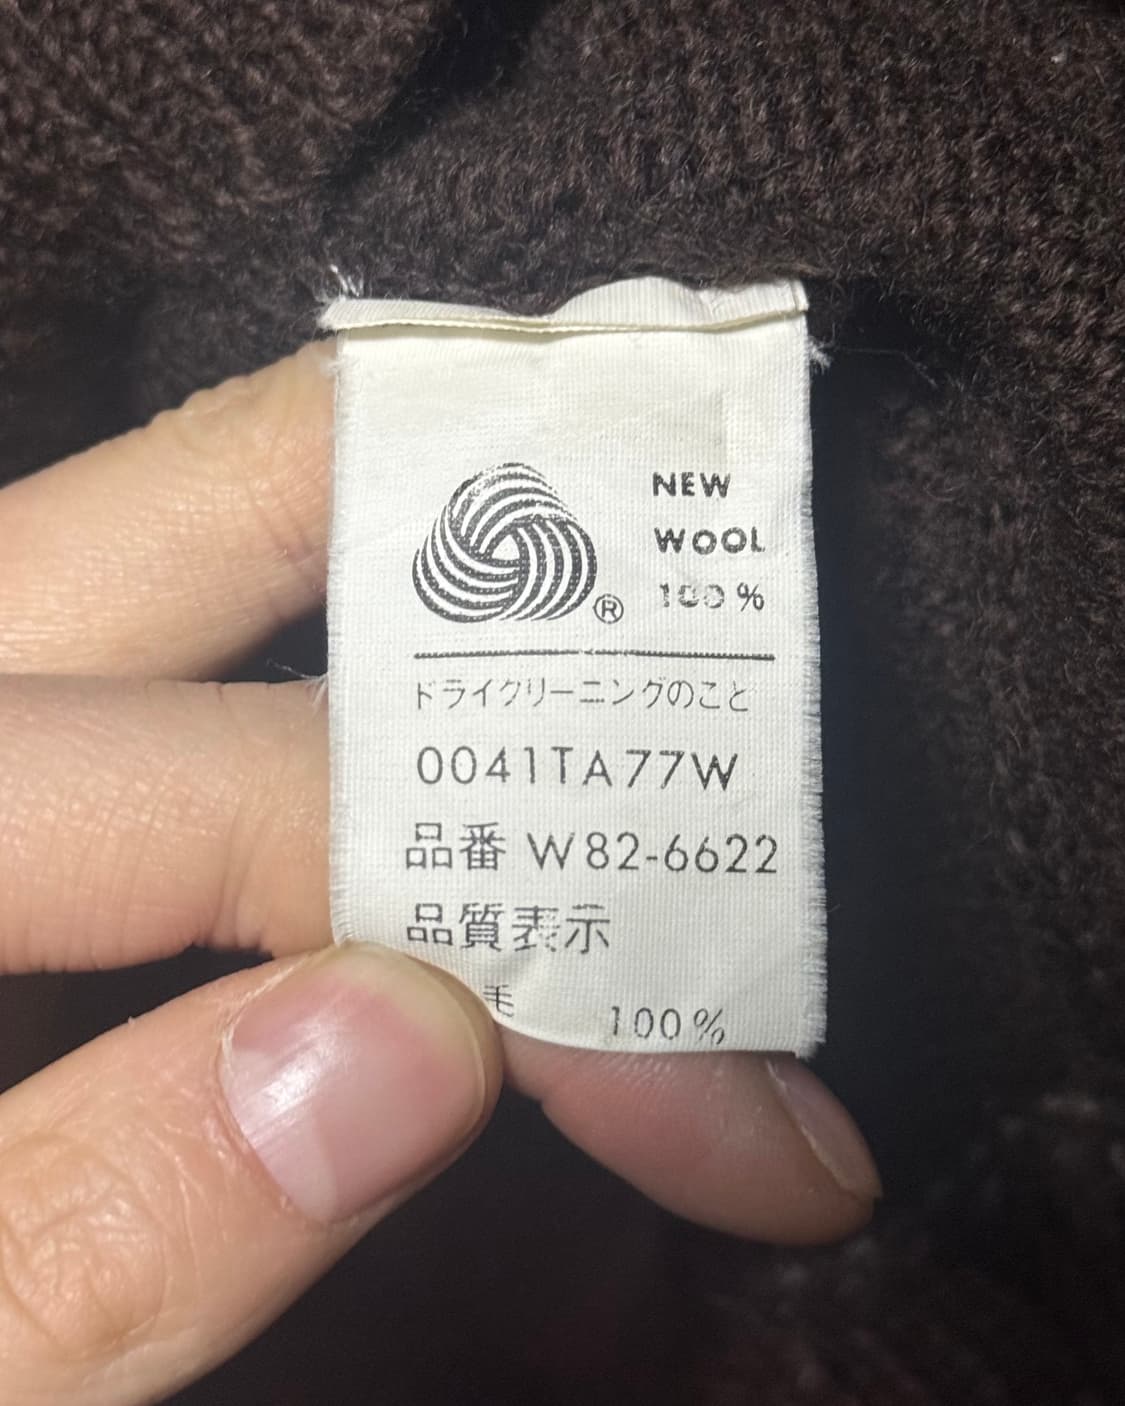 NEW
WOOL
100%
®
ドライクリーニングのこと
0041TA77W
品番 W82-6622
品質表示
毛 100%